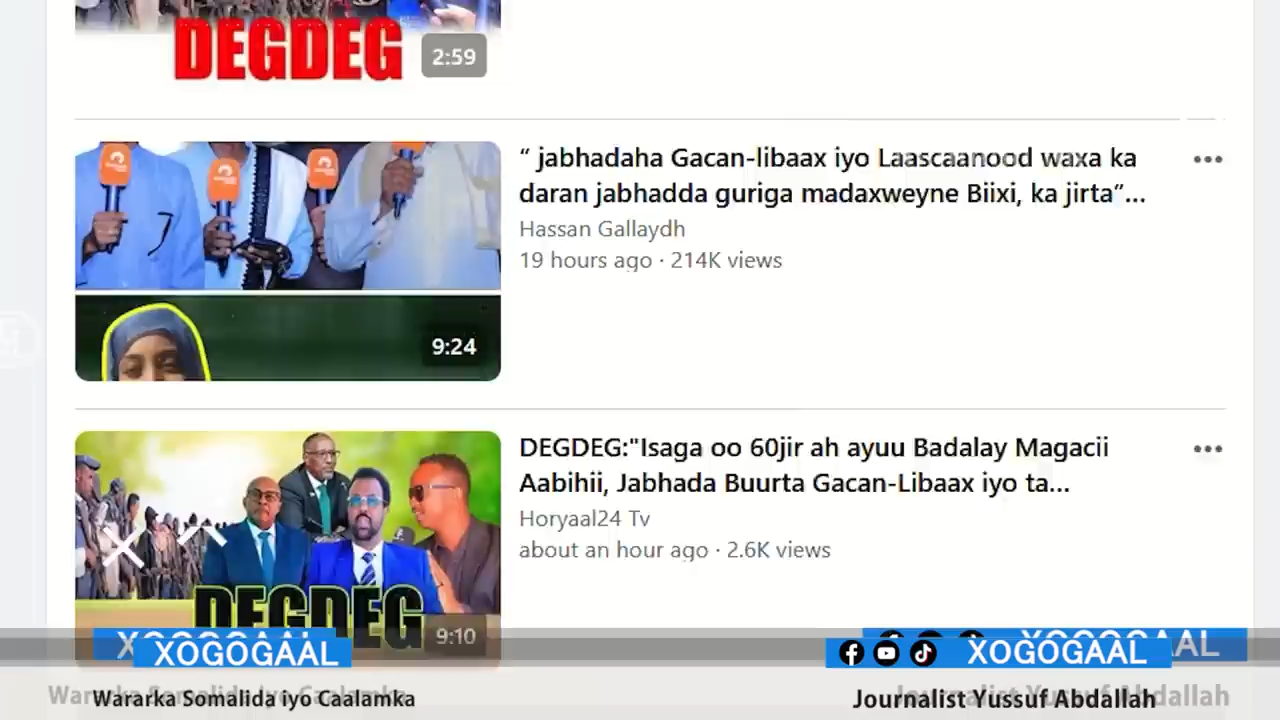 DEGDEG
2:59
“ jabhadaha Gacan-libaax iyo Laascaanood waxa ka
daran jabhadda guriga madaxweyne Biixi, ka jirta”...
Hassan Gallaydh
19 hours ago · 214K views
9:24
DEGDEG:"Isaga oo 60jir ah ayuu Badalay Magacii
Aabihii, Jabhada Buurta Gacan-Libaax iyo ta...
Horyaal24 Tv
about an hour ago · 2.6K views
DEGDEG
9:10
XOGOGAAL
XOGOGAAL
Wararka Somalida iyo Caalamka
Journalist Yussuf Abdallah